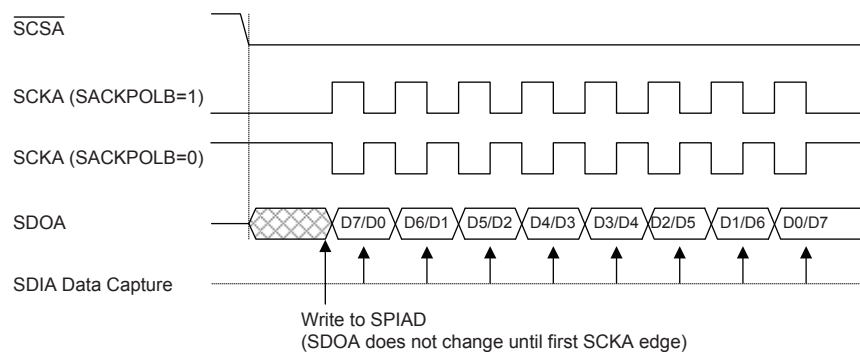 SCSA
SCKA (SACKPOLB=1)
SCKA (SACKPOLB=0)
SDOA
D7/D0 D6/D1 D5/D2 D4/D3 D3/D4 D2/D5 D1/D6 D0/D7
SDIA Data Capture
Write to SPIAD
(SDOA does not change until first SCKA edge)